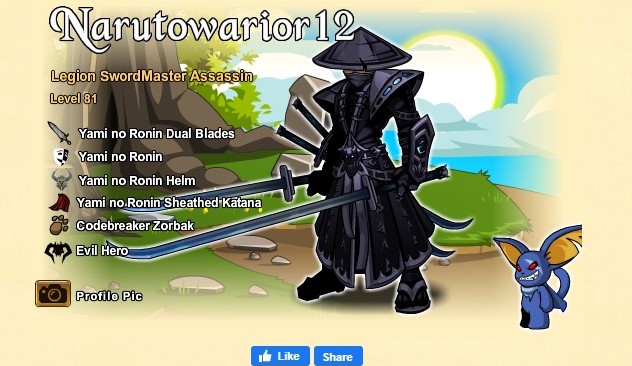 Narutowarior12
Legion SwordMaster Assassin
Level 81
Yami no Ronin Dual Blades
Yami no Ronin
Yami no Ronin Helm
Yami no Ronin Sheathed Katana
Codebreaker Zorbak
Evil Hero
Profile Pic
Like
Share